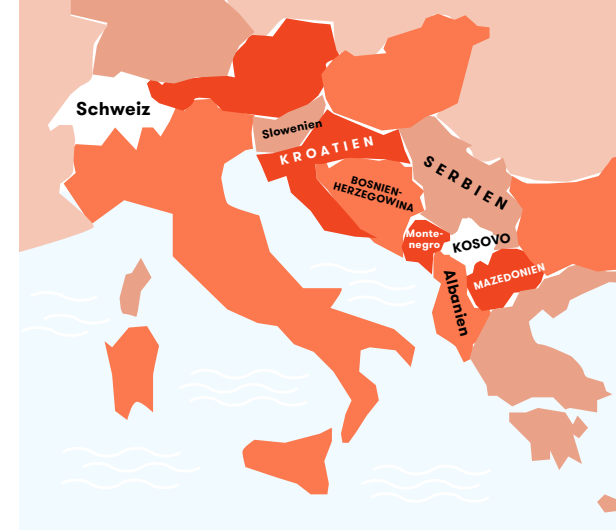 Schweiz
Slowenien
KROATIEN
SERBIEN
BOSNIEN-
HERZEGOWINA
Monte-
negro
KOSOVO
MAZEDONIEN
Albanien